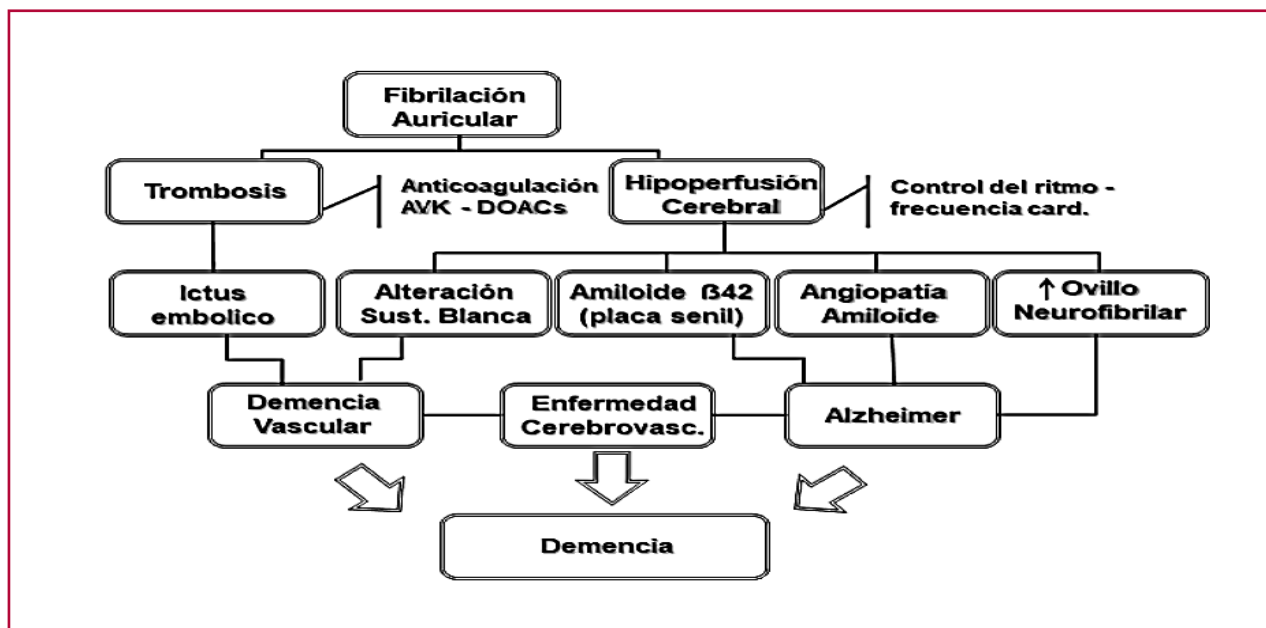 Fibrilación
Auricular
Trombosis
Anticoagulación
AVK - DOACs
Hipoperfusión
Cerebral
Control del ritmo -
frecuencia card.
Ictus
embolico
Alteración
Sust. Blanca
Amiloide ß42
(placa senil)
Angiopatía
Amiloide
↑ Ovillo
Neurofibrilar
Demencia
Vascular
Enfermedad
Cerebrovasc.
Alzheimer
Demencia